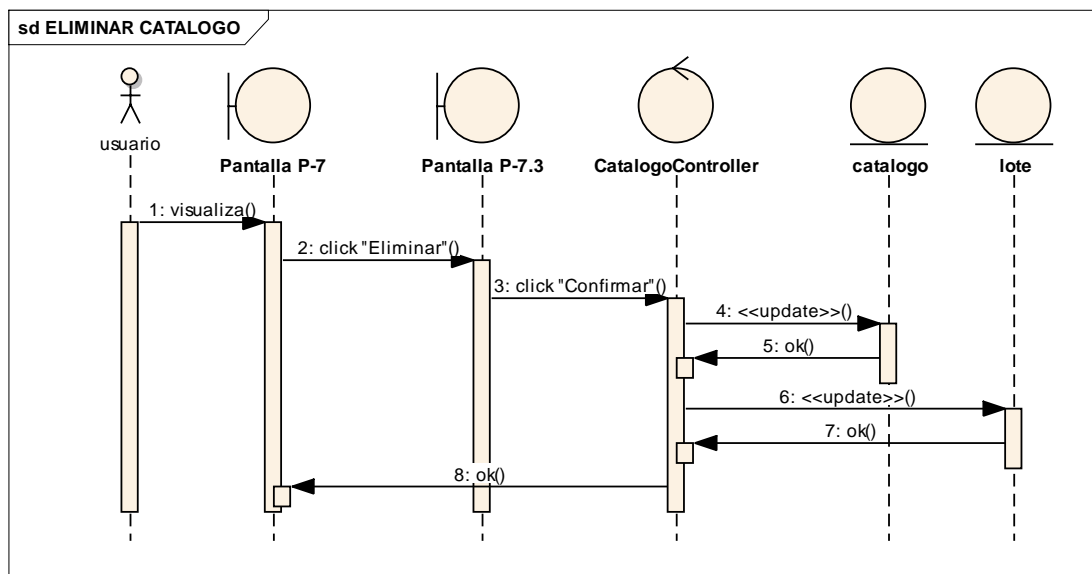 sd ELIMINAR CATALOGO
usuario
Pantalla P-7
Pantalla P-7.3
CatalogoController
catalogo
lote
1: visualiza()
2: click "Eliminar"()
3: click "Confirmar"()
4: <<update>>()
5: ok()
6: <<update>>()
7: ok()
8: ok()